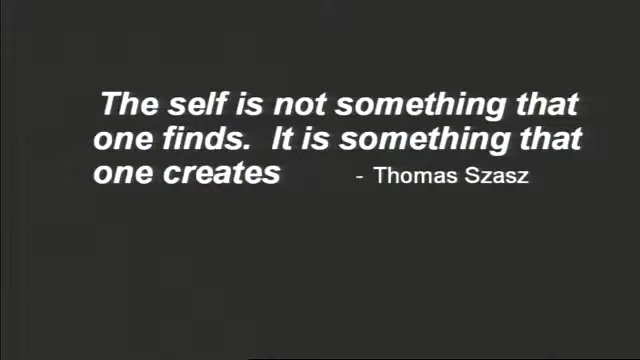 The self is not something that
one finds.  It is something that
one creates - Thomas Szasz